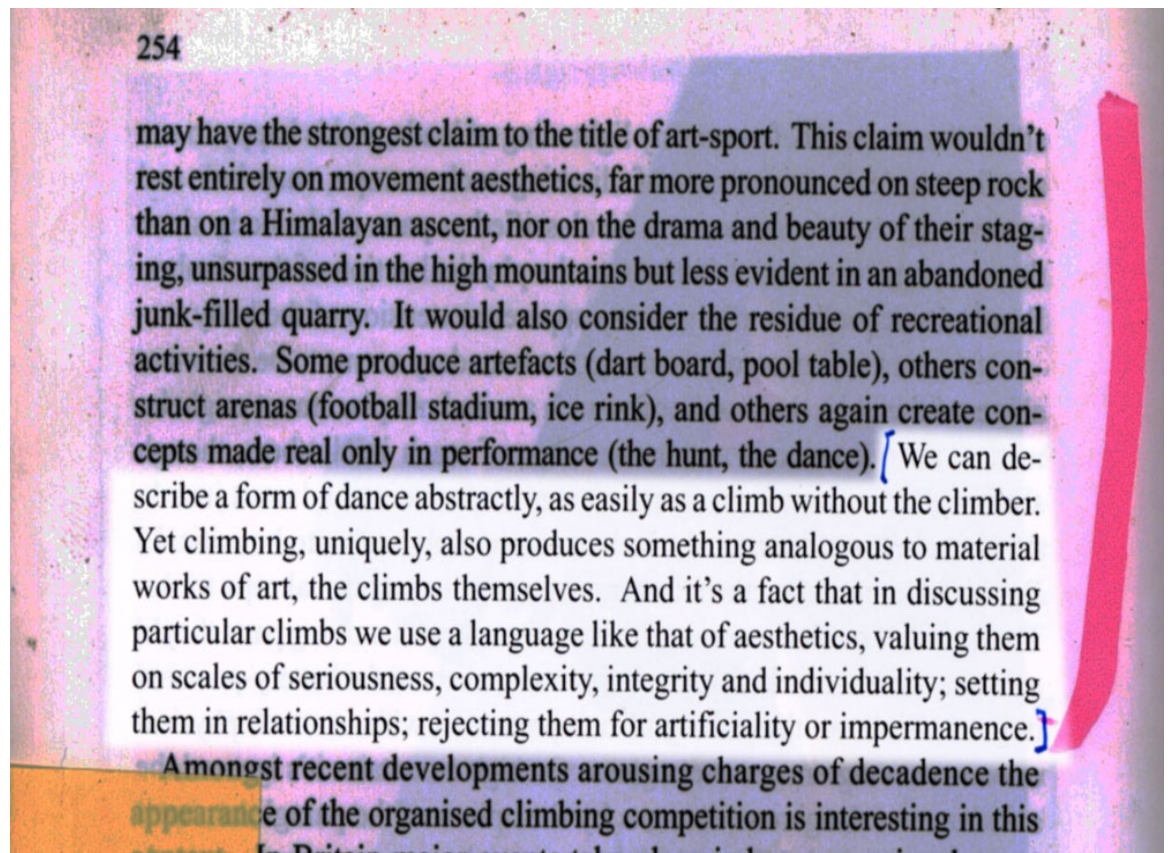 254
may have the strongest claim to the title of art-sport. This claim wouldn't
rest entirely on movement aesthetics, far more pronounced on steep rock
than on a Himalayan ascent, nor on the drama and beauty of their stag-
ing, unsurpassed in the high mountains but less evident in an abandoned
junk-filled quarry. It would also consider the residue of recreational
activities. Some produce artefacts (dart board, pool table), others con-
struct arenas (football stadium, ice rink), and others again create con-
cepts made real only in performance (the hunt, the dance). [We can de-
scribe a form of dance abstractly, as easily as a climb without the climber.
Yet climbing, uniquely, also produces something analogous to material
works of art, the climbs themselves. And it's a fact that in discussing
particular climbs we use a language like that of aesthetics, valuing them
on scales of seriousness, complexity, integrity and individuality; setting
them in relationships; rejecting them for artificiality or impermanence.]
Amongst recent developments arousing charges of decadence the
appearance of the organised climbing competition is interesting in this